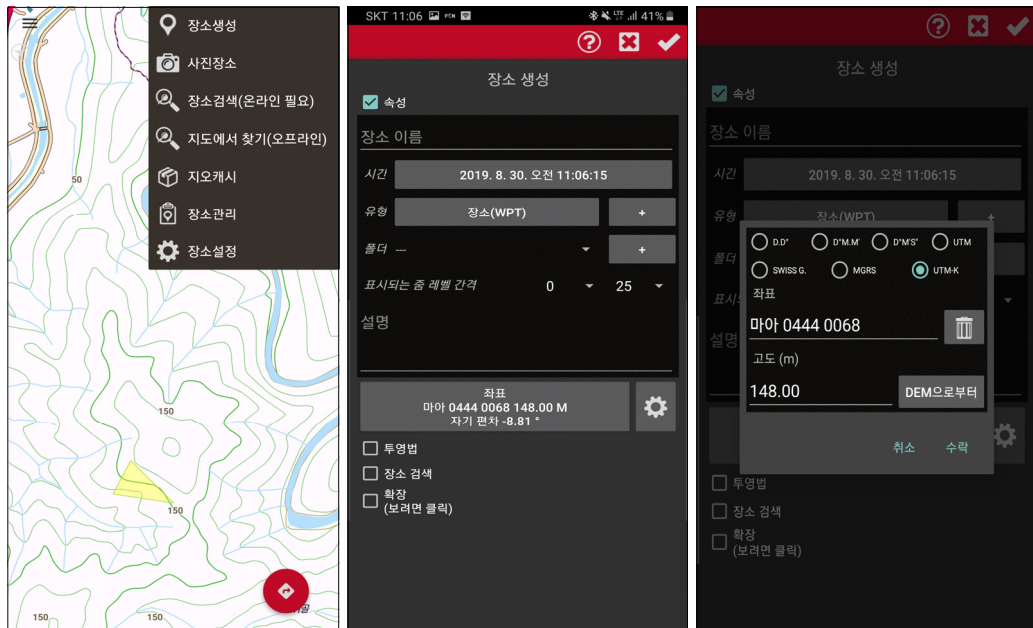 장소생성
사진장소
장소검색(온라인 필요)
지도에서 찾기(오프라인)
지오캐시
장소관리
장소설정
50
150
150
150
150
SKT 11:06
LTE
41%
장소 생성
속성
장소 이름
시간
2019. 8. 30. 오전 11:06:15
유형
장소(WPT)
+
폴더 ---
+
표시되는 줌 레벨 간격 0 25
설명
좌표
마아 0444 0068 148.00 M
자기 편차 -8.81 °
투영법
장소 검색
확장
(보려면 클릭)
장소 생성
속성
장소 이름
시간
2019. 8. 30. 오전 11:06:15
유형
장소(WPT)
+
폴더
표시
설명
D.D°
D°M.M'
D°M'S"
UTM
SWISS G.
MGRS
UTM-K
좌표
마아 0444 0068
고도 (m)
148.00
DEM으로부터
취소
수락
투영법
장소 검색
확장
(보려면 클릭)